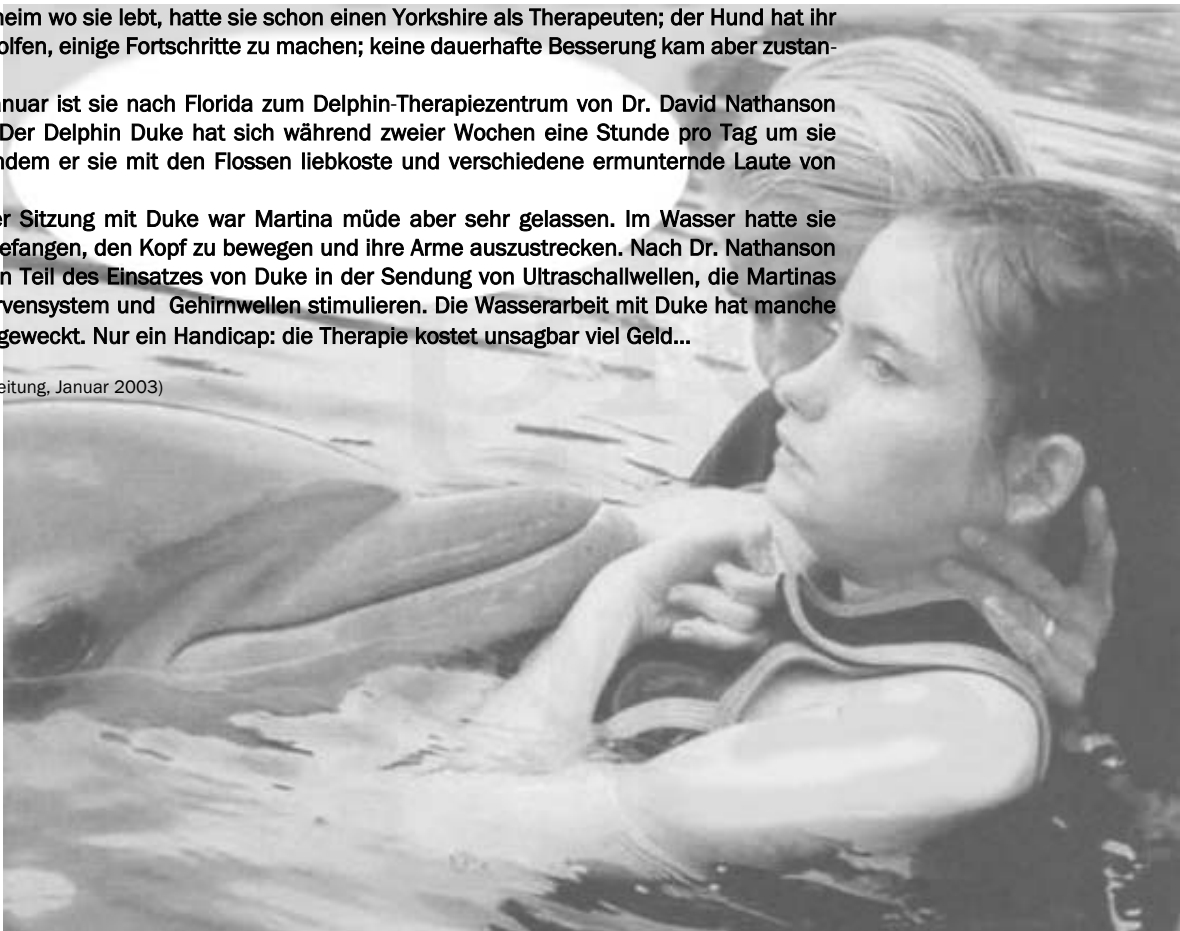 heim wo sie lebt, hatte sie schon einen Yorkshire als Therapeuten; der Hund hat ihr
olfen, einige Fortschritte zu machen; keine dauerhafte Besserung kam aber zustan-
anuar ist sie nach Florida zum Delphin-Therapiezentrum von Dr. David Nathanson
Der Delphin Duke hat sich während zweier Wochen eine Stunde pro Tag um sie
ndem er sie mit den Flossen liebkoste und verschiedene ermunternde Laute von
er Sitzung mit Duke war Martina müde aber sehr gelassen. Im Wasser hatte sie
efangen, den Kopf zu bewegen und ihre Arme auszustrecken. Nach Dr. Nathanson
n Teil des Einsatzes von Duke in der Sendung von Ultraschallwellen, die Martinas
rvensystem und Gehirnwellen stimulieren. Die Wasserarbeit mit Duke hat manche
geweckt. Nur ein Handicap: die Therapie kostet unsagbar viel Geld...
eitung, Januar 2003)